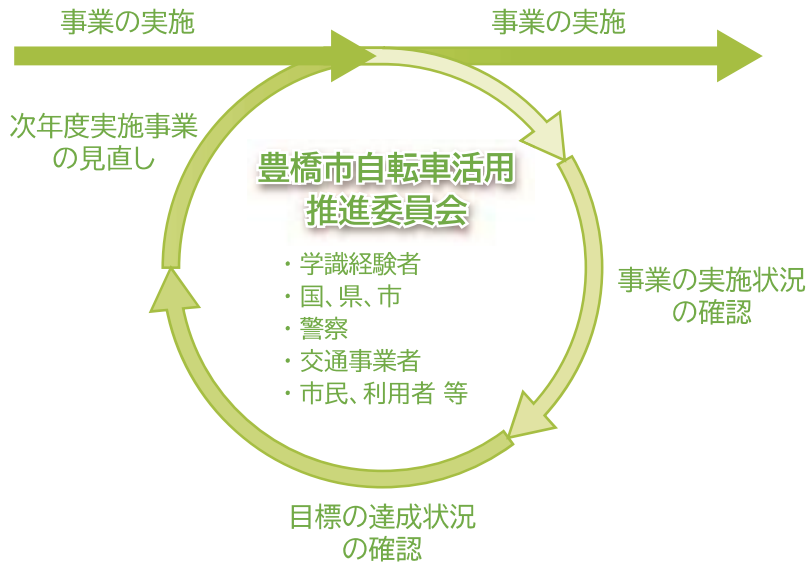 事業の実施
事業の実施
次年度実施事業
の見直し
豊橋市自転車活用
推進委員会
・学識経験者
・国、県、市
・警察
・交通事業者
・市民、利用者 等
事業の実施状況
の確認
目標の達成状況
の確認